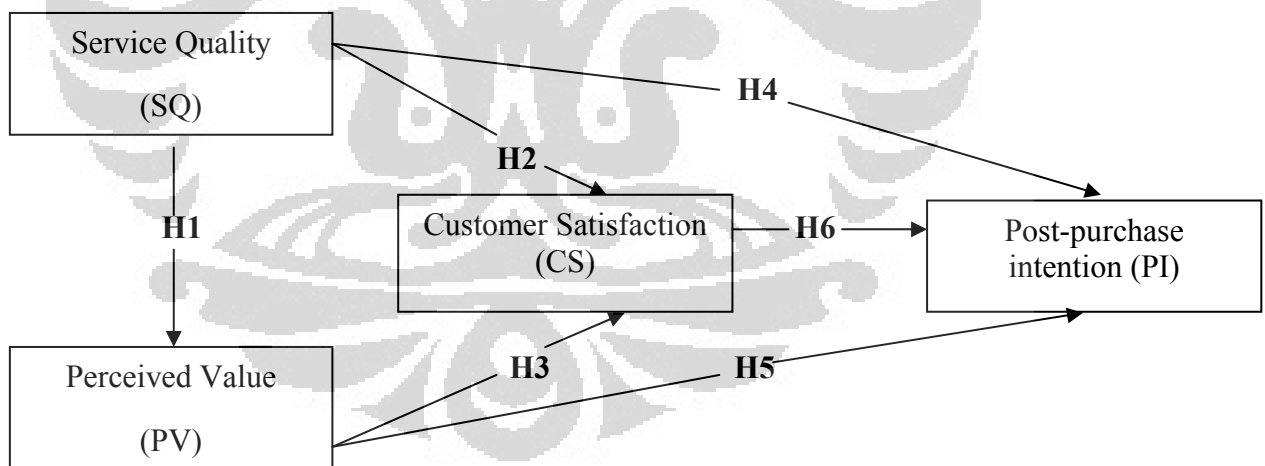 Service Quality
(SQ)
H4
H2
H1
Customer Satisfaction
(CS)
H6
Post-purchase
intention (PI)
Perceived Value
(PV)
H3
H5